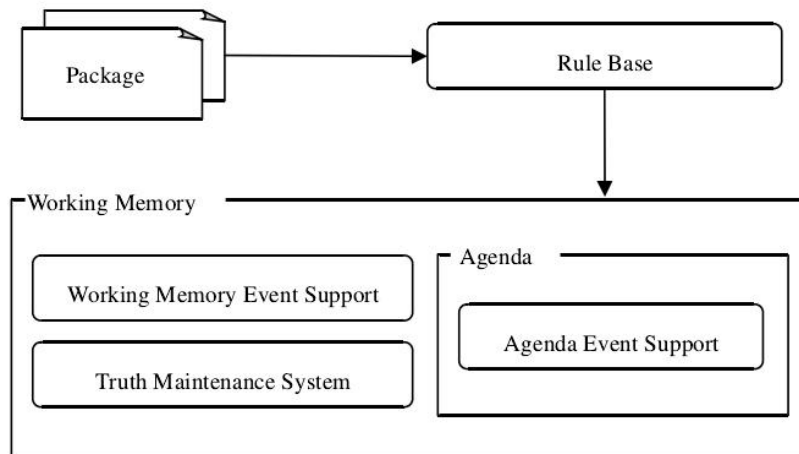 Package
Rule Base
Working Memory
Working Memory Event Support
Agenda
Agenda Event Support
Truth Maintenance System